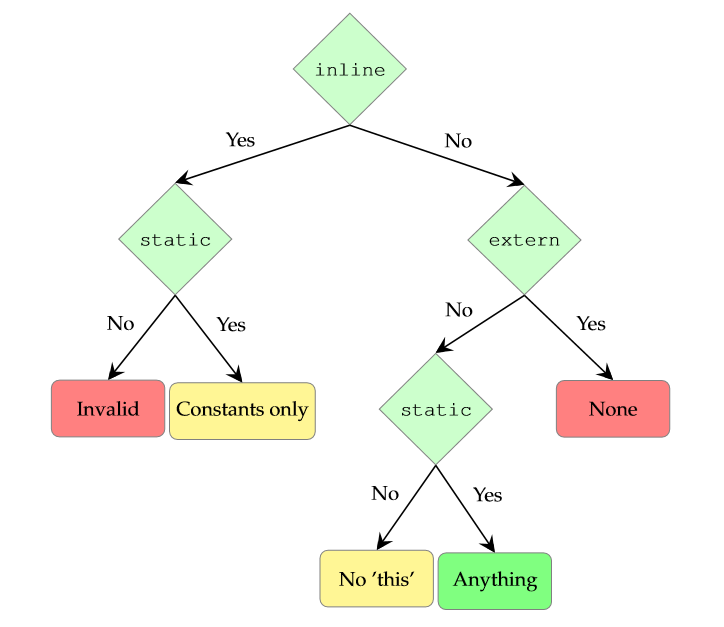 inline
Yes
No
static
extern
No
Yes
No
Yes
Invalid
Constants only
static
None
No
Yes
No 'this'
Anything